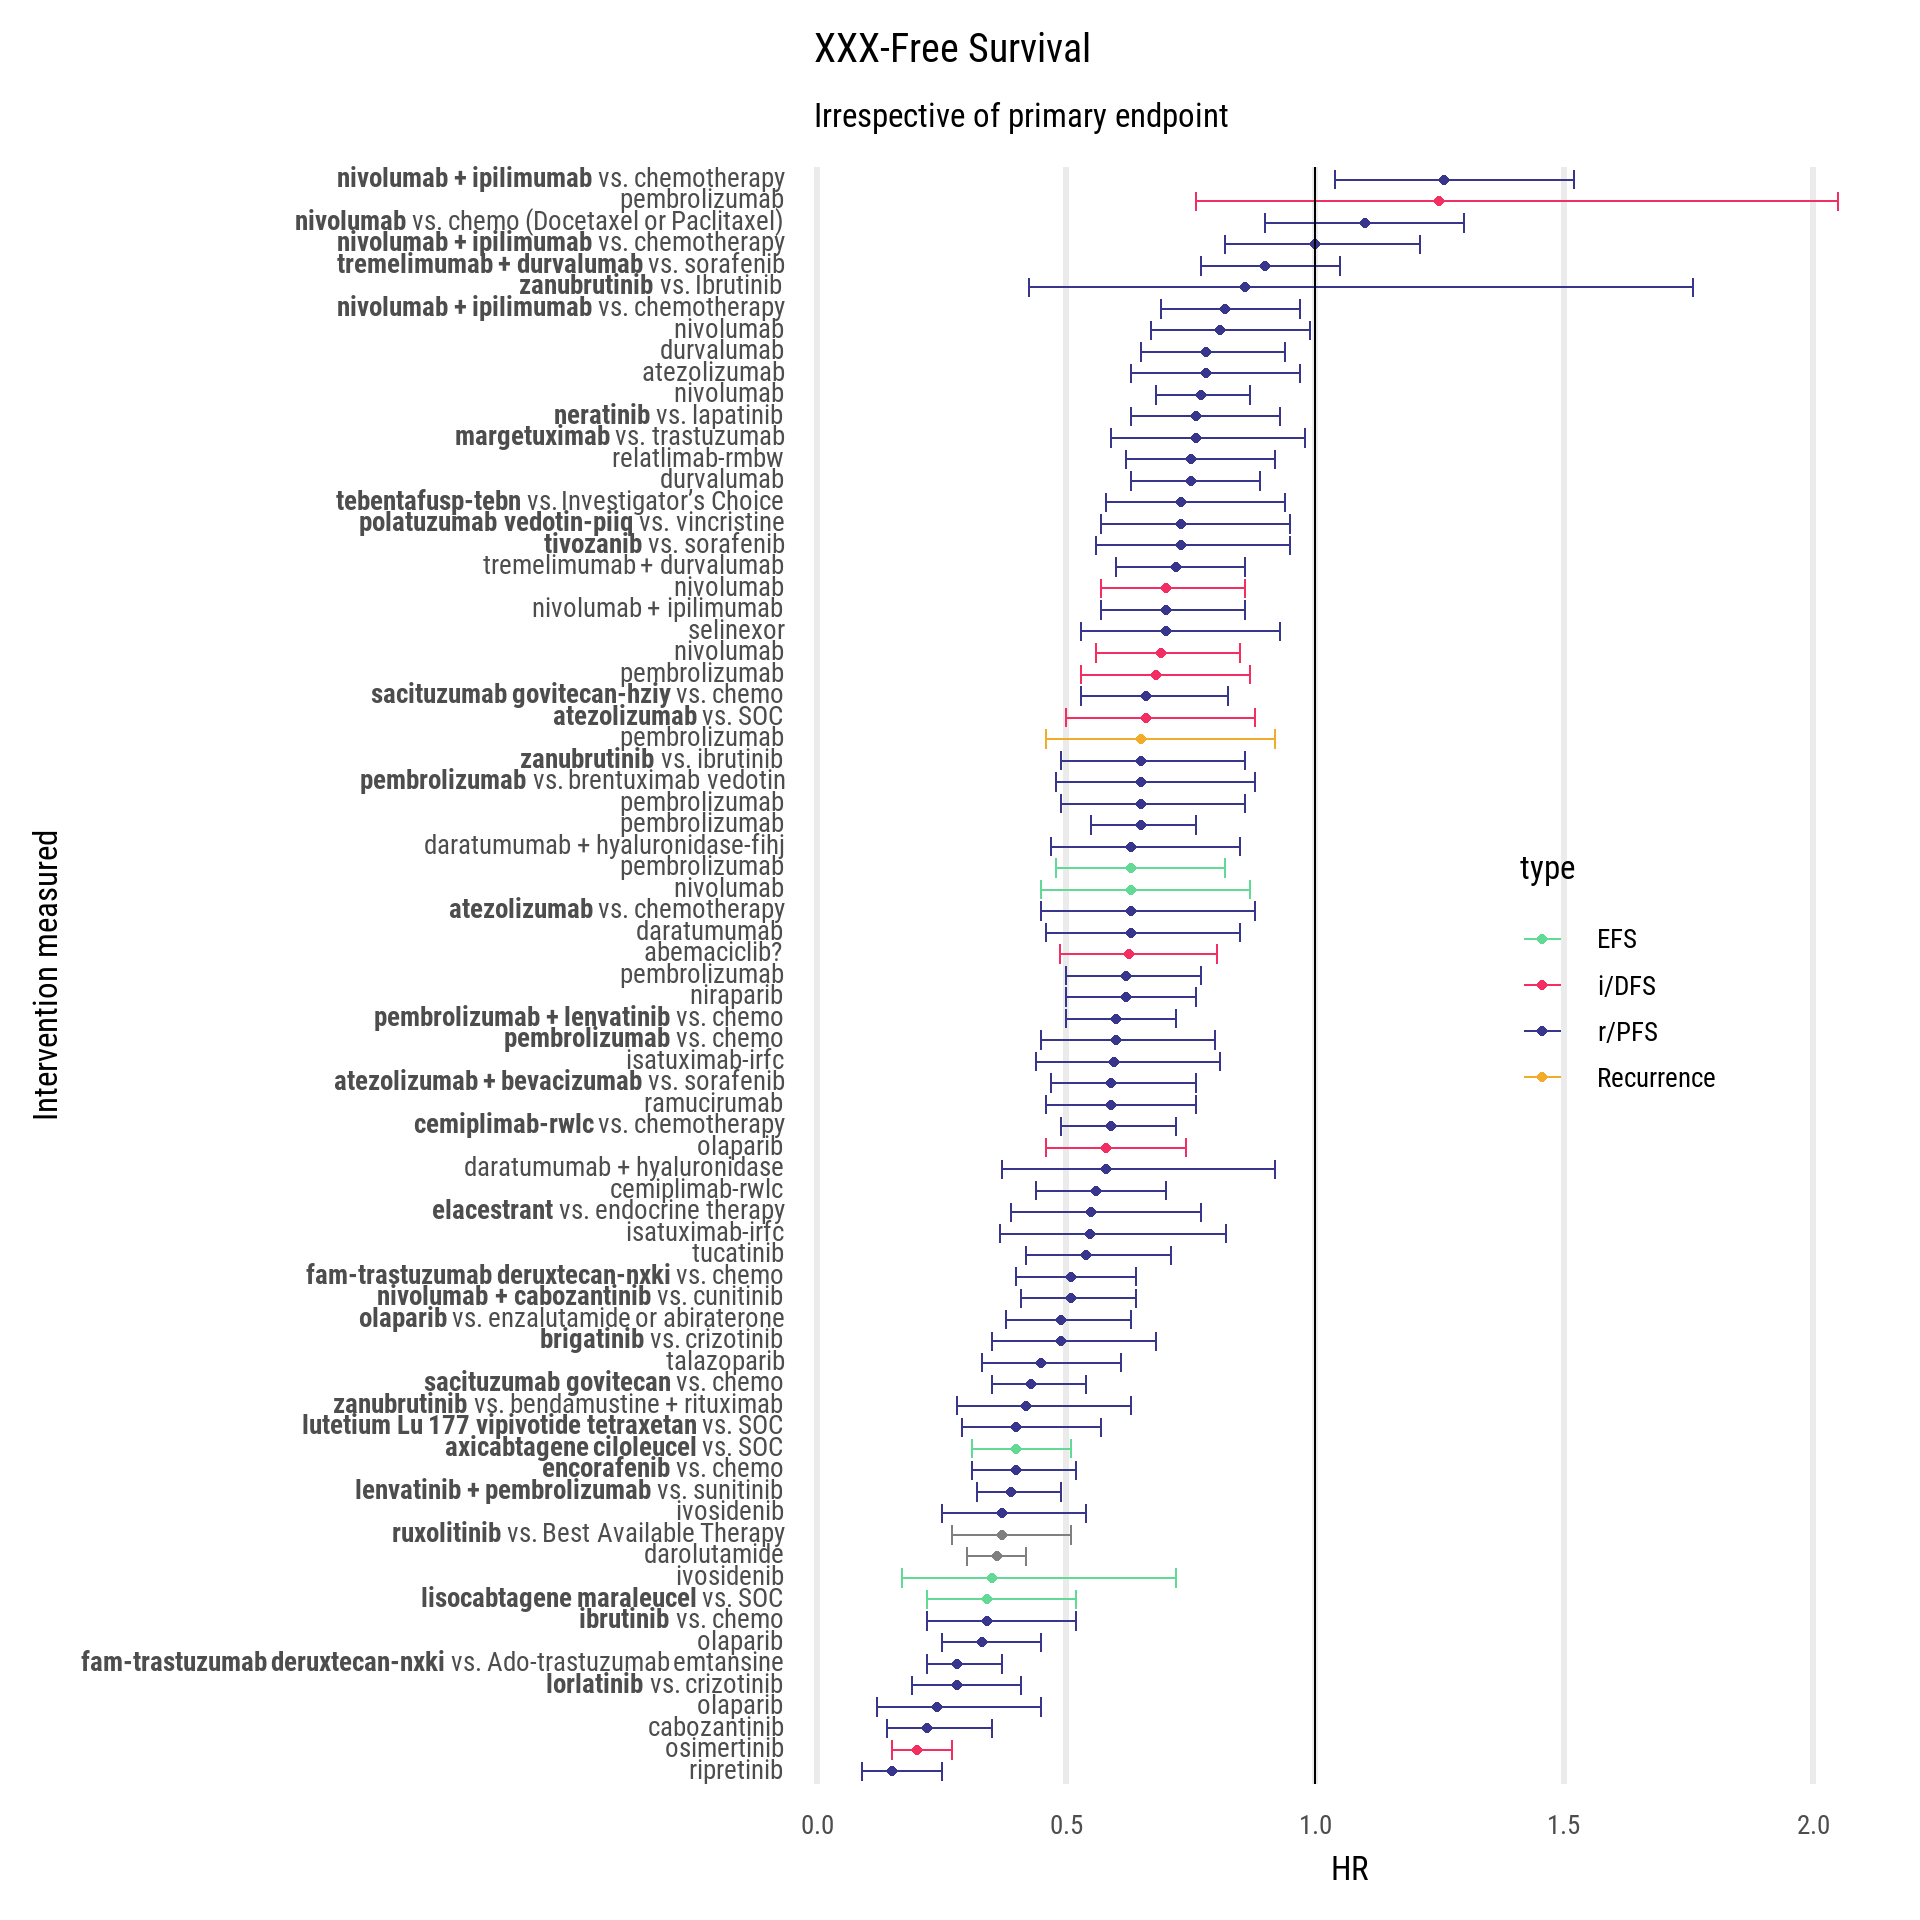 XXX-Free Survival
Irrespective of primary endpoint
nivolumab + ipilimumab vs. chemotherapy
pembrolizumab
nivolumab vs. chemo (Docetaxel or Paclitaxel)
nivolumab + ipilimumab vs. chemotherapy
tremelimumab + durvalumab vs. sorafenib
zanubrutinib vs. Ibrutinib
nivolumab + ipilimumab vs. chemotherapy
nivolumab
durvalumab
atezolizumab
nivolumab
neratinib vs. lapatinib
margetuximab vs. trastuzumab
relatlimab-rmbw
durvalumab
tebentafusp-tebn vs. Investigator's Choice
polatuzumab vedotin-piiq vs. vincristine
tivozanib vs. sorafenib
tremelimumab + durvalumab
nivolumab
nivolumab + ipilimumab
selinexor
nivolumab
pembrolizumab
sacituzumab govitecan-hziy vs. chemo
atezolizumab vs. SOC
pembrolizumab
zanubrutinib vs. ibrutinib
pembrolizumab vs. brentuximab vedotin
pembrolizumab
pembrolizumab
daratumumab + hyaluronidase-fihj
pembrolizumab
nivolumab
atezolizumab vs. chemotherapy
daratumumab
abemaciclib?
pembrolizumab
niraparib
pembrolizumab + lenvatinib vs. chemo
pembrolizumab vs. chemo
isatuximab-irfc
atezolizumab + bevacizumab vs. sorafenib
ramucirumab
cemiplimab-rwlc vs. chemotherapy
olaparib
daratumumab + hyaluronidase
cemiplimab-rwlc
elacestrant vs. endocrine therapy
isatuximab-irfc
tucatinib
fam-trastuzumab deruxtecan-nxki vs. chemo
nivolumab + cabozantinib vs. cunitinib
olaparib vs. enzalutamide or abiraterone
brigatinib vs. crizotinib
talazoparib
sacituzumab govitecan vs. chemo
zanubrutinib vs. bendamustine + rituximab
lutetium Lu 177 vipivotide tetraxetan vs. SOC
axicabtagene ciloleucel vs. SOC
encorafenib vs. chemo
lenvatinib + pembrolizumab vs. sunitinib
ivosidenib
ruxolitinib vs. Best Available Therapy
darolutamide
ivosidenib
lisocabtagene maraleucel vs. SOC
ibrutinib vs. chemo
olaparib
fam-trastuzumab deruxtecan-nxki vs. Ado-trastuzumab emtansine
lorlatinib vs. crizotinib
olaparib
cabozantinib
osimertinib
ripretinib
Intervention measured
0.0 0.5 1.0 1.5 2.0
HR
type
EFS
i/DFS
r/PFS
Recurrence